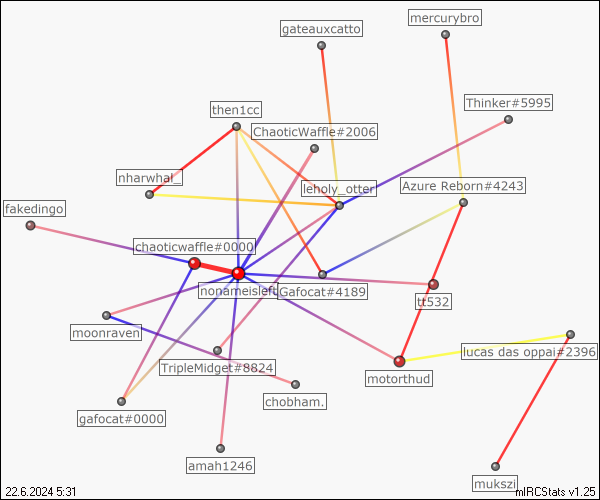 mercurybro
gateauxcatto
Thinker#5995
then1cc
ChaoticWaffle#2006
nharwhal_
leholy_otter
Azure Reborn#4243
fakedingo
chaoticwaffle#0000
nonameisleft
Gafocat#4189
tt532
moonraven
lucas das oppai#2396
TripleMidget#8824
motorthud
chobham.
gafocat#0000
amah1246
mukszi
22.6.2024 5:31
mIRCStats v1.25